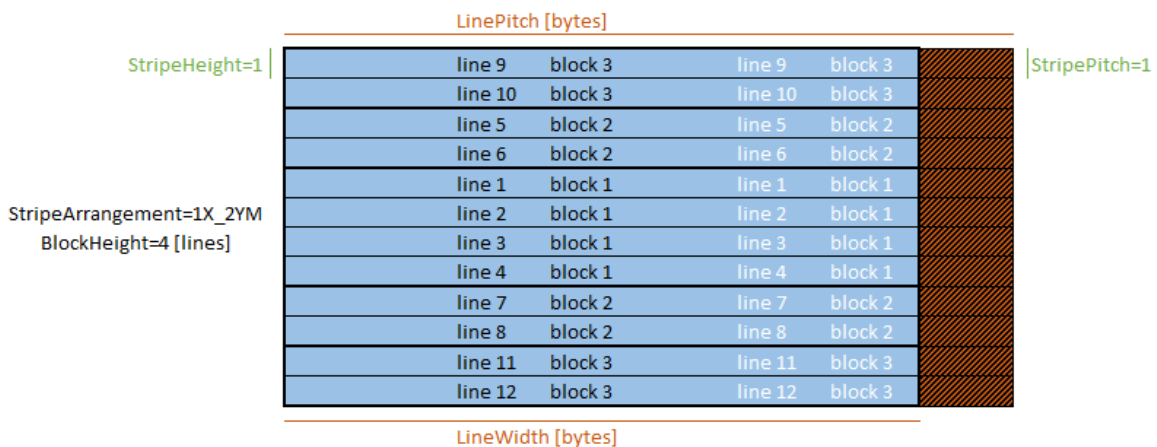 LinePitch [bytes]
StripeHeight=1 line 9 block 3 line 9 block 3 StripePitch=1
line 10 block 3 line 10 block 3
line 5 block 2 line 5 block 2
line 6 block 2 line 6 block 2
line 1 block 1 line 1 block 1
StripeArrangement=1X_2YM line 2 block 1 line 2 block 1
BlockHeight=4 [lines] line 3 block 1 line 3 block 1
line 4 block 1 line 4 block 1
line 7 block 2 line 7 block 2
line 8 block 2 line 8 block 2
line 11 block 3 line 11 block 3
line 12 block 3 line 12 block 3
LineWidth [bytes]